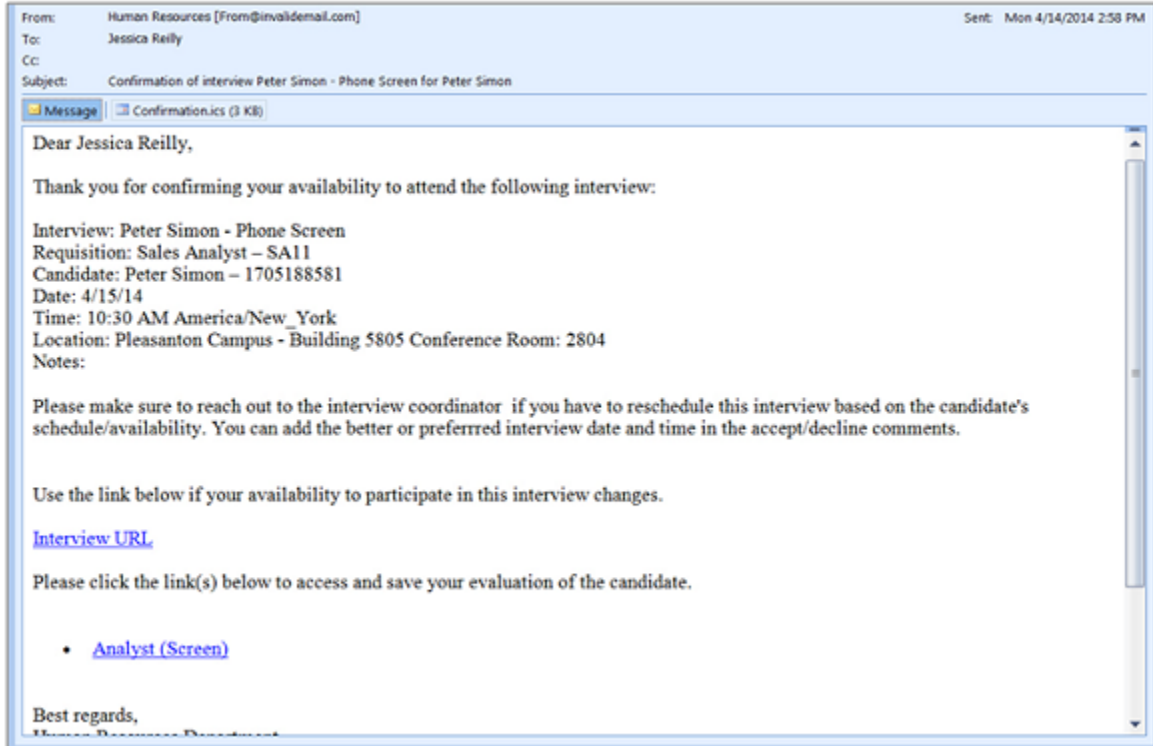 From: Human Resources [From@invalidemail.com] Sent: Mon 4/14/2014 2:58 PM
To: Jessica Reilly
Cc:
Subject: Confirmation of interview Peter Simon - Phone Screen for Peter Simon
Message Confirmation.ics (3 KB)
Dear Jessica Reilly,
Thank you for confirming your availability to attend the following interview:
Interview: Peter Simon - Phone Screen
Requisition: Sales Analyst – SA11
Candidate: Peter Simon – 1705188581
Date: 4/15/14
Time: 10:30 AM America/New_York
Location: Pleasanton Campus - Building 5805 Conference Room: 2804
Notes:
Please make sure to reach out to the interview coordinator  if you have to reschedule this interview based on the candidate's
schedule/availability. You can add the better or preferrred interview date and time in the accept/decline comments.
Use the link below if your availability to participate in this interview changes.
Interview URL
Please click the link(s) below to access and save your evaluation of the candidate.
• Analyst (Screen)
Best regards,
Human Resources Department